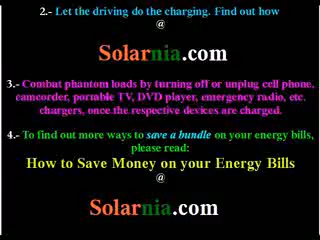 2.- Let the driving do the charging. Find out how
@
Solarnia.com
3.- Combat phantom loads by turning off or unplug cell phone,
camcorder, portable TV, DVD player, emergency radio, etc.
chargers, once the respective devices are charged.
4.- To find out more ways to save a bundle on your energy bills,
please read:
How to Save Money on your Energy Bills
@
Solarnia.com